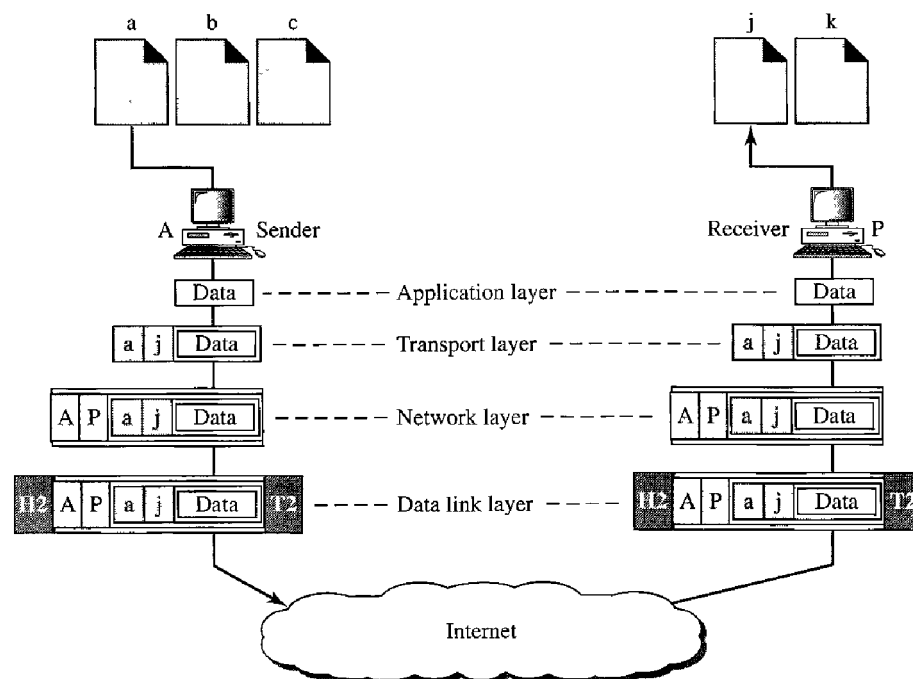 a b c j k
A Sender Receiver P
Data Application layer Data
a j Data Transport layer a j Data
A P a j Data Network layer A P a j Data
H2 A P a j Data T2 Data link layer H2 A P a j Data T2
Internet